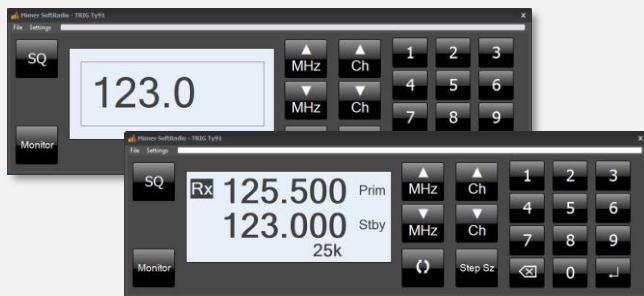 Mimer SoftRadio - TRIG Ty91 x
File Settings
SQ
123.0
MHz Ch
1 2 3
MHz Ch
4 5 6
7 8 9
Monitor
Mimer SoftRadio - TRIG Ty91 x
File Settings
SQ
Rx 125.500 Prim
123.000 Stby
25k
MHz Ch
MHz Ch
Step Sz
1 2 3
4 5 6
7 8 9
0
Monitor